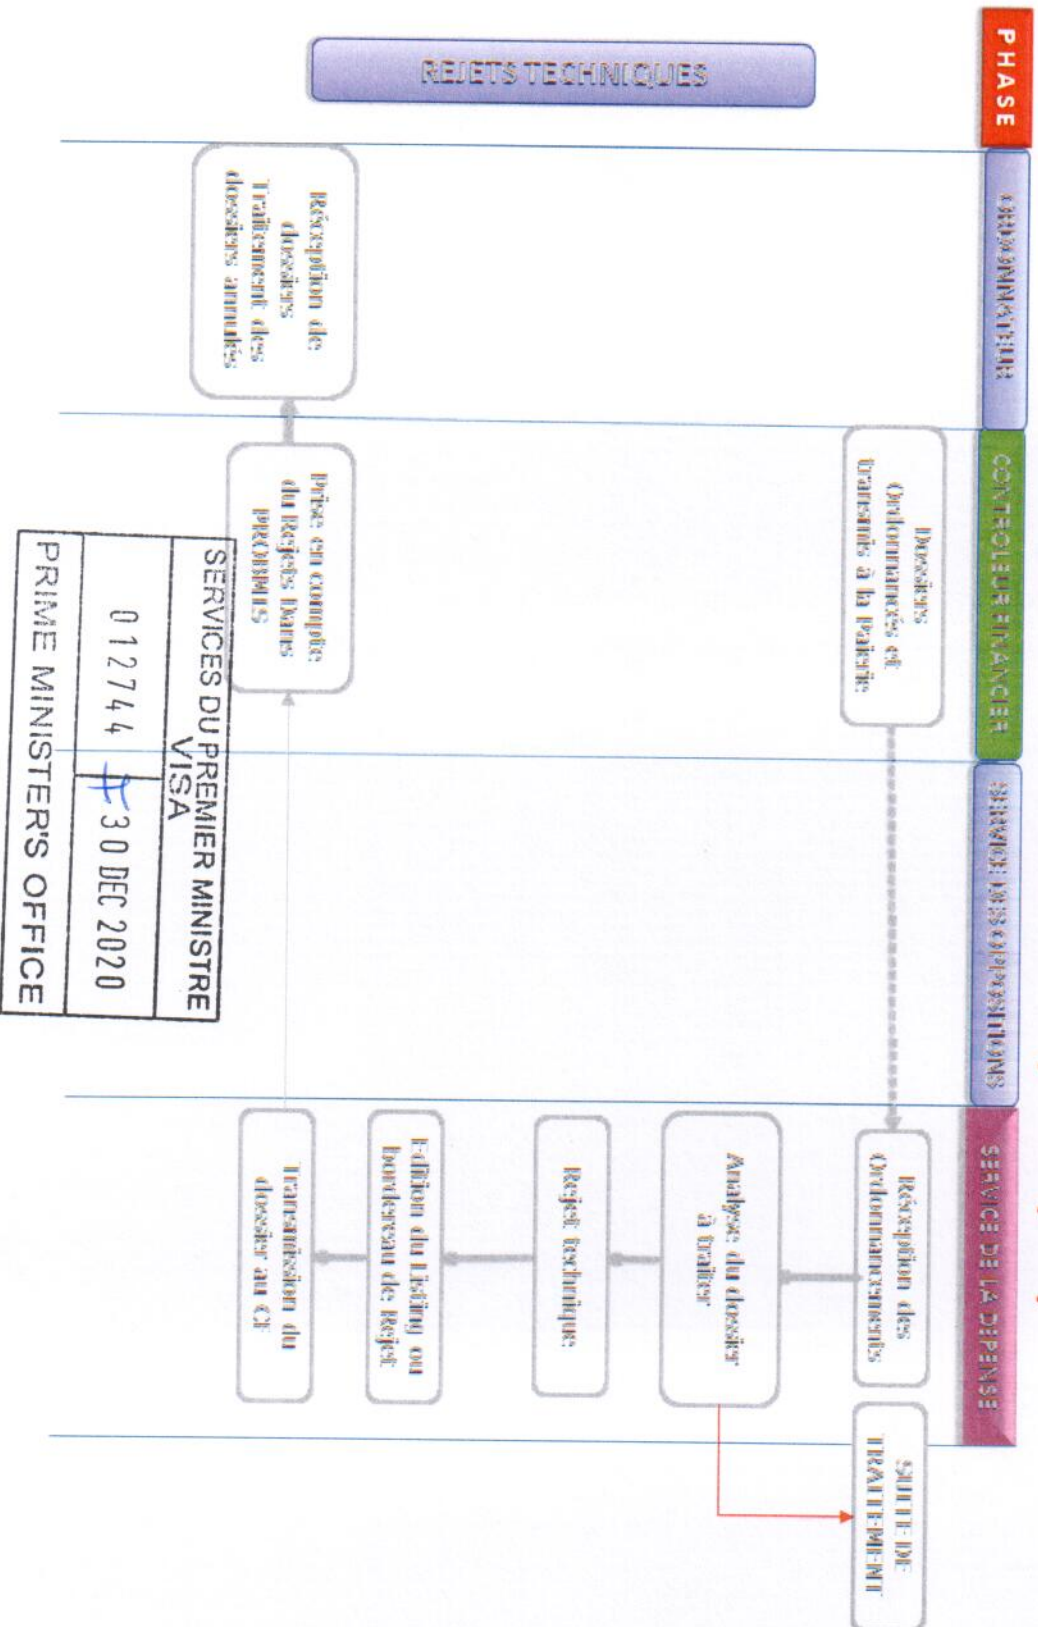 PHASE
ORDONNATEUR
CONTROLEUR FINANCIER
SERVICE DES OPPOSITIONS
SERVICE DE LA DEPENSE
REJETS TECHNIQUES
Dossiers
Ordonnancés et
transmis à la Paierie
Réception des
Ordonnancements
SUITE DE
TRAITEMENT
Analyse du dossier
à traiter
Rejet technique
Edition du Listing ou
bordereau de Rejet
Transmission du
dossier au CF
Prise en compte
du Rejets Dans
PROBMIS
Réception de
dossiers
Traitement des
dossiers annulés
SERVICES DU PREMIER MINISTRE
VISA
012744
30 DEC 2020
PRIME MINISTER'S OFFICE